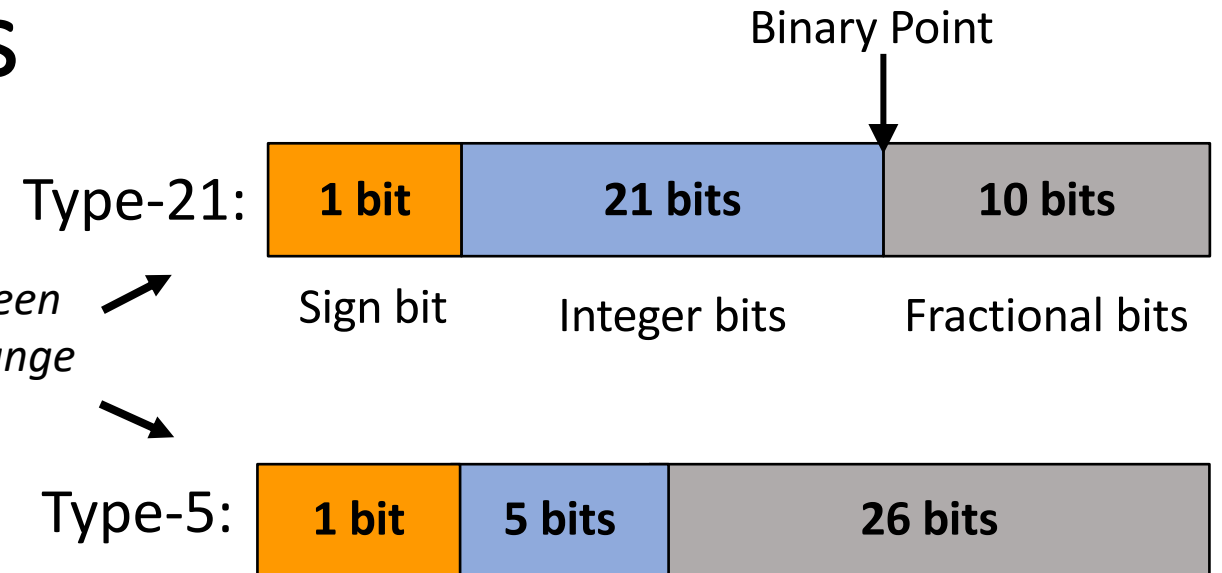 s
Binary Point
Type-21: 1 bit 21 bits 10 bits
Sign bit Integer bits Fractional bits
Type-5: 1 bit 5 bits 26 bits